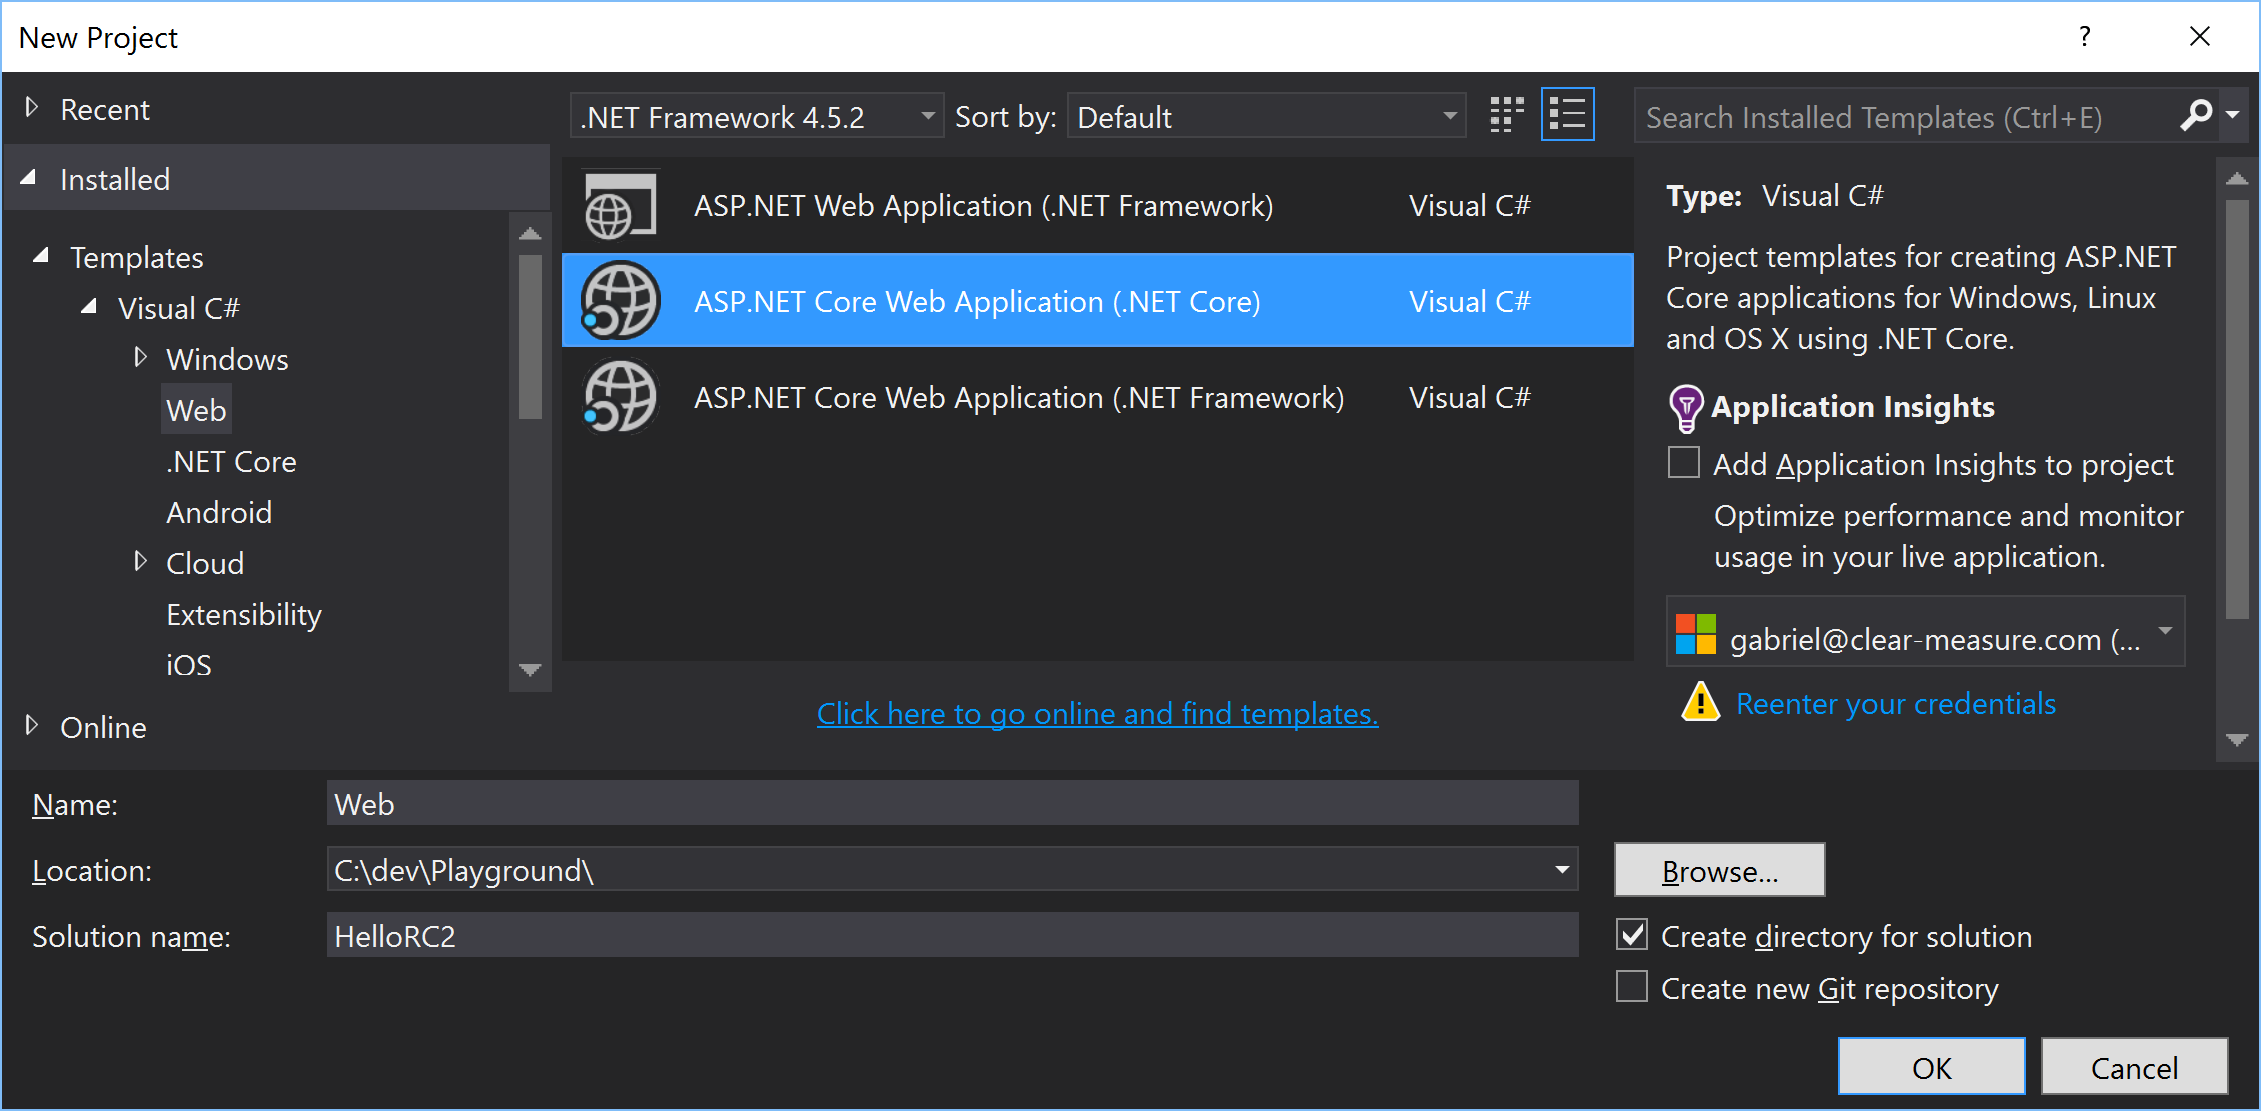 New Project
?
Recent
.NET Framework 4.5.2
Sort by:
Default
Search Installed Templates (Ctrl+E)
Installed
Templates
Visual C#
Windows
Web
.NET Core
Android
Cloud
Extensibility
iOS
Online
ASP.NET Web Application (.NET Framework) Visual C#
ASP.NET Core Web Application (.NET Core) Visual C#
ASP.NET Core Web Application (.NET Framework) Visual C#
Click here to go online and find templates.
Type: Visual C#
Project templates for creating ASP.NET
Core applications for Windows, Linux
and OS X using .NET Core.
Application Insights
Add Application Insights to project
Optimize performance and monitor
usage in your live application.
gabriel@clear-measure.com (...
Reenter your credentials
Name: Web
Location: C:\dev\Playground\
Browse...
Solution name: HelloRC2
Create directory for solution
Create new Git repository
OK
Cancel